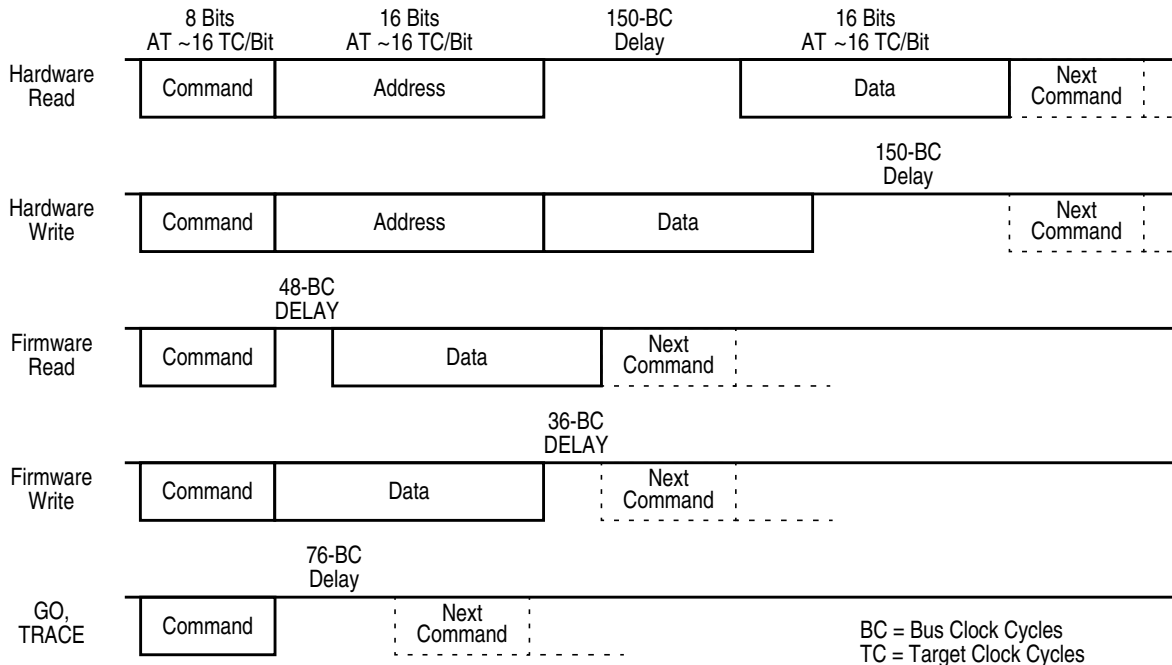 8 Bits
AT ~16 TC/Bit
16 Bits
AT ~16 TC/Bit
150-BC
Delay
16 Bits
AT ~16 TC/Bit
Hardware
Read
Command
Address
Data
Next
Command
150-BC
Delay
Hardware
Write
Command
Address
Data
Next
Command
48-BC
DELAY
Firmware
Read
Command
Data
Next
Command
36-BC
DELAY
Firmware
Write
Command
Data
Next
Command
76-BC
Delay
GO,
TRACE
Command
Next
Command
BC = Bus Clock Cycles
TC = Target Clock Cycles